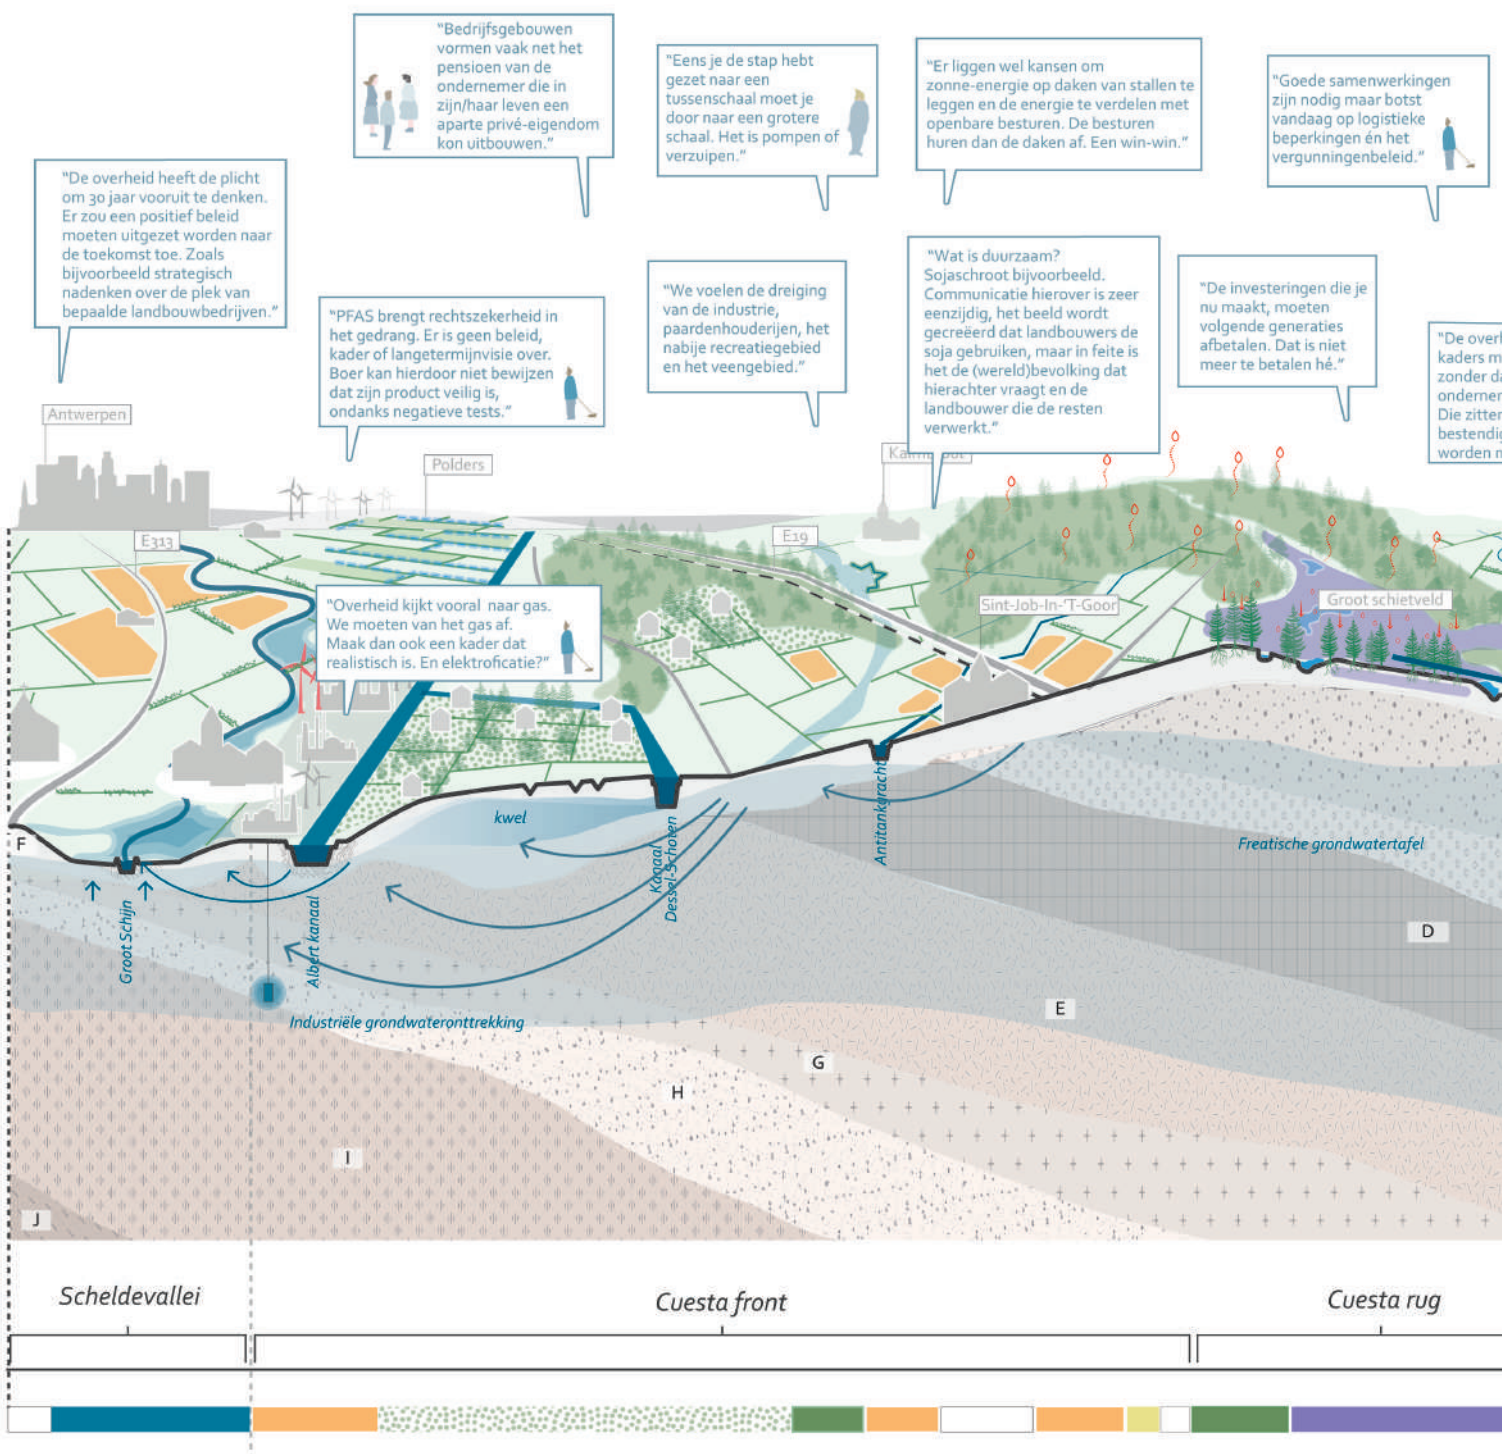 "Bedrijfsgebouwen
vormen vaak net het
pensioen van de
ondernemer die in
zijn/haar leven een
aparte privé-eigendom
kon uitbouwen."
"Eens je de stap hebt
gezet naar een
tussenschaal moet je
door naar een grotere
schaal. Het is pompen of
verzuipen."
"Er liggen wel kansen om
zonne-energie op daken van stallen te
leggen en de energie te verdelen met
openbare besturen. De besturen
huren dan de daken af. Een win-win."
"Goede samenwerkingen
zijn nodig maar botst
vandaag op logistieke
beperkingen én het
vergunningenbeleid."
"De overheid heeft de plicht
om 30 jaar vooruit te denken.
Er zou een positief beleid
moeten uitgezet worden naar
de toekomst toe. Zoals
bijvoorbeeld strategisch
nadenken over de plek van
bepaalde landbouwbedrijven."
"PFAS brengt rechtszekerheid in
het gedrang. Er is geen beleid,
kader of langetermijnvisie over.
Boer kan hierdoor niet bewijzen
dat zijn product veilig is,
ondanks negatieve tests."
"We voelen de dreiging
van de industrie,
paardenhouderijen, het
nabije recreatiegebied
en het veengebied."
"Wat is duurzaam?
Sojaschroot bijvoorbeeld.
Communicatie hierover is zeer
eenzijdig, het beeld wordt
gecreëerd dat landbouwers de
soja gebruiken, maar in feite is
het de (wereld)bevolking dat
hierachter vraagt en de
landbouwer die de resten
verwerkt."
"De investeringen die je
nu maakt, moeten
volgende generaties
afbetalen. Dat is niet
meer te betalen hé."
"De overh
kaders m
zonder da
onderner
Die zitter
bestendig
worden n
Antwerpen
Polders
E313
E19
"Overheid kijkt vooral naar gas.
We moeten van het gas af.
Maak dan ook een kader dat
realistisch is. En elektroficatie?"
Sint-Job-In-'T-Goor
Groot schietveld
F
kwel
Groot Schijn
Albert kanaal
Kanaal
Dessel-Schoten
Antitankgracht
Freatische grondwatertafel
Industriële grondwateronttrekking
D
E
G
H
I
J
Scheldevallei
Cuesta front
Cuesta rug